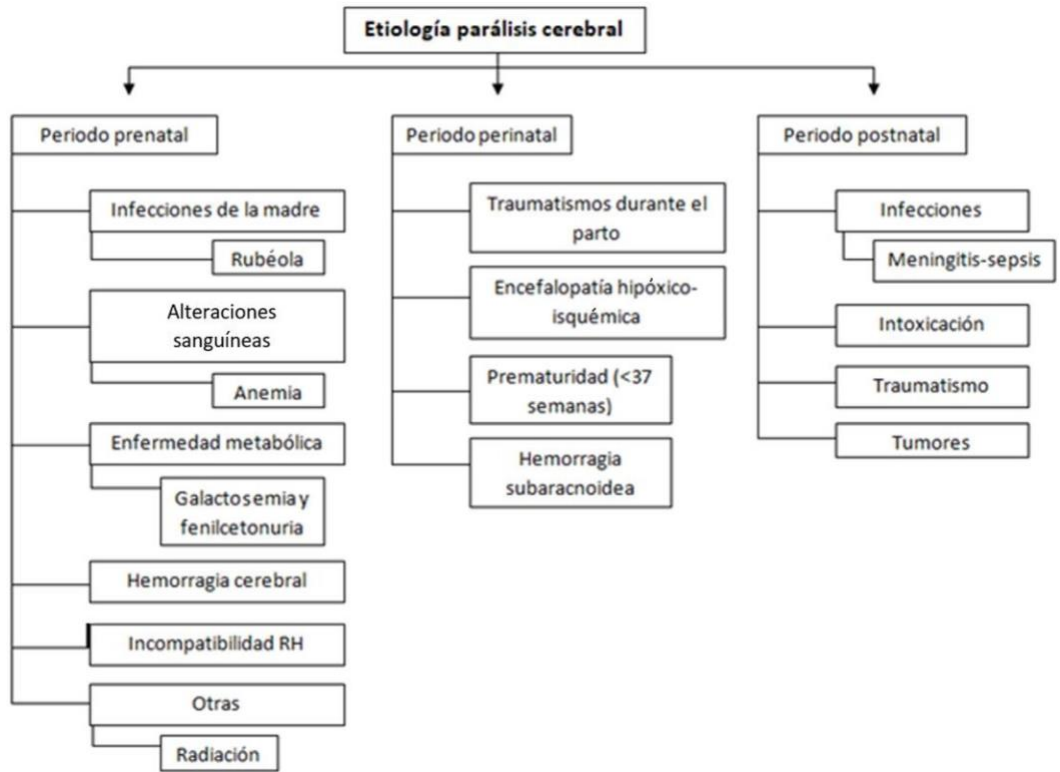 Etiología parálisis cerebral
Periodo prenatal
Infecciones de la madre
Rubéola
Alteraciones
sanguíneas
Anemia
Enfermedad metabólica
Galactosemia y
fenilcetonuria
Hemorragia cerebral
Incompatibilidad RH
Otras
Radiación
Periodo perinatal
Traumatismos durante el
parto
Encefalopatía hipóxico-
isquémica
Prematuridad (<37
semanas)
Hemorragia
subaracnoidea
Periodo postnatal
Infecciones
Meningitis-sepsis
Intoxicación
Traumatismo
Tumores